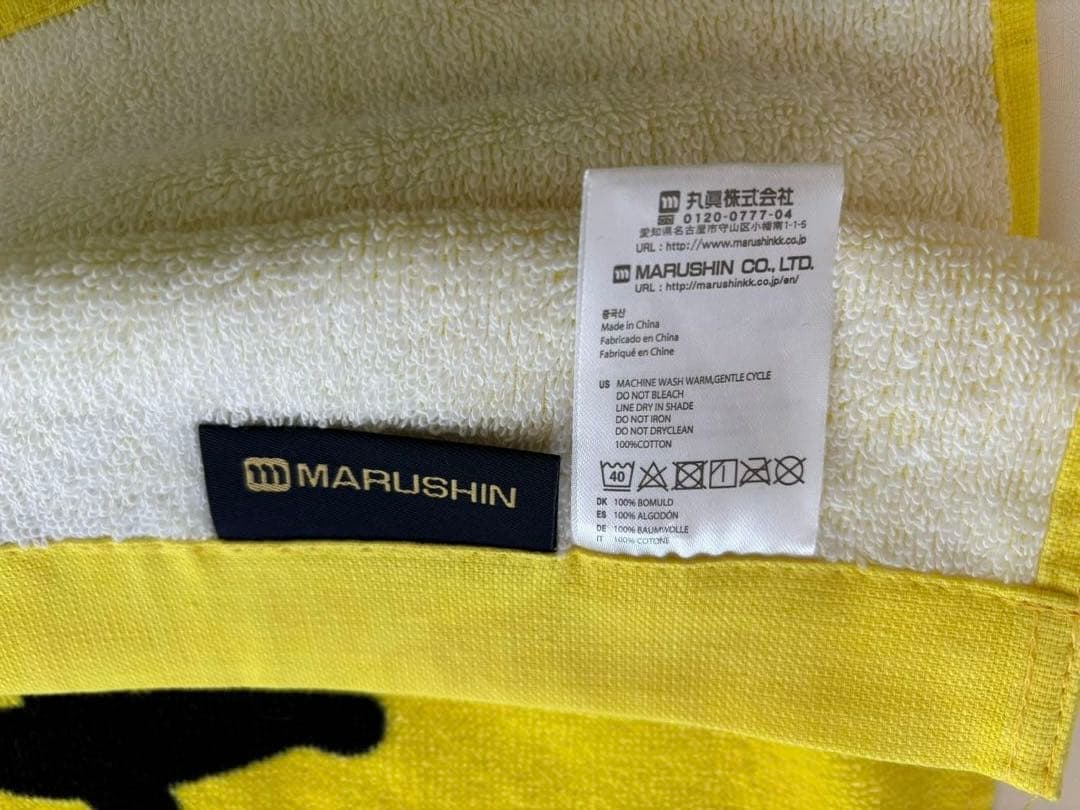 丸眞株式会社
0120-0777-04
愛知県名古屋市守山区小幡南1-1-5
URL : http://www.marushinkk.co.jp
MARUSHIN CO., LTD.
URL : http://marushinkk.co.jp/en/
중국산
Made in China
Fabricado en China
Fabriqué en Chine
US MACHINE WASH WARM,GENTLE CYCLE
DO NOT BLEACH
LINE DRY IN SHADE
DO NOT IRON
DO NOT DRYCLEAN
100%COTTON
40
DK 100% BOMULD
ES 100% ALGODÓN
DE 100% BAUMWOLLE
IT 100% COTONE
MARUSHIN